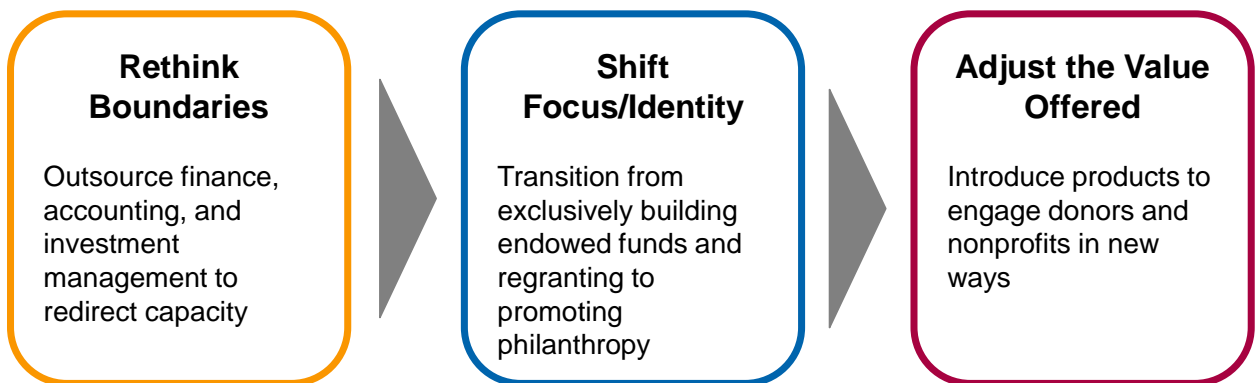 Rethink
Boundaries
Outsource finance,
accounting, and
investment
management to
redirect capacity
Shift
Focus/Identity
Transition from
exclusively building
endowed funds and
regranting to
promoting
philanthropy
Adjust the Value
Offered
Introduce products to
engage donors and
nonprofits in new
ways